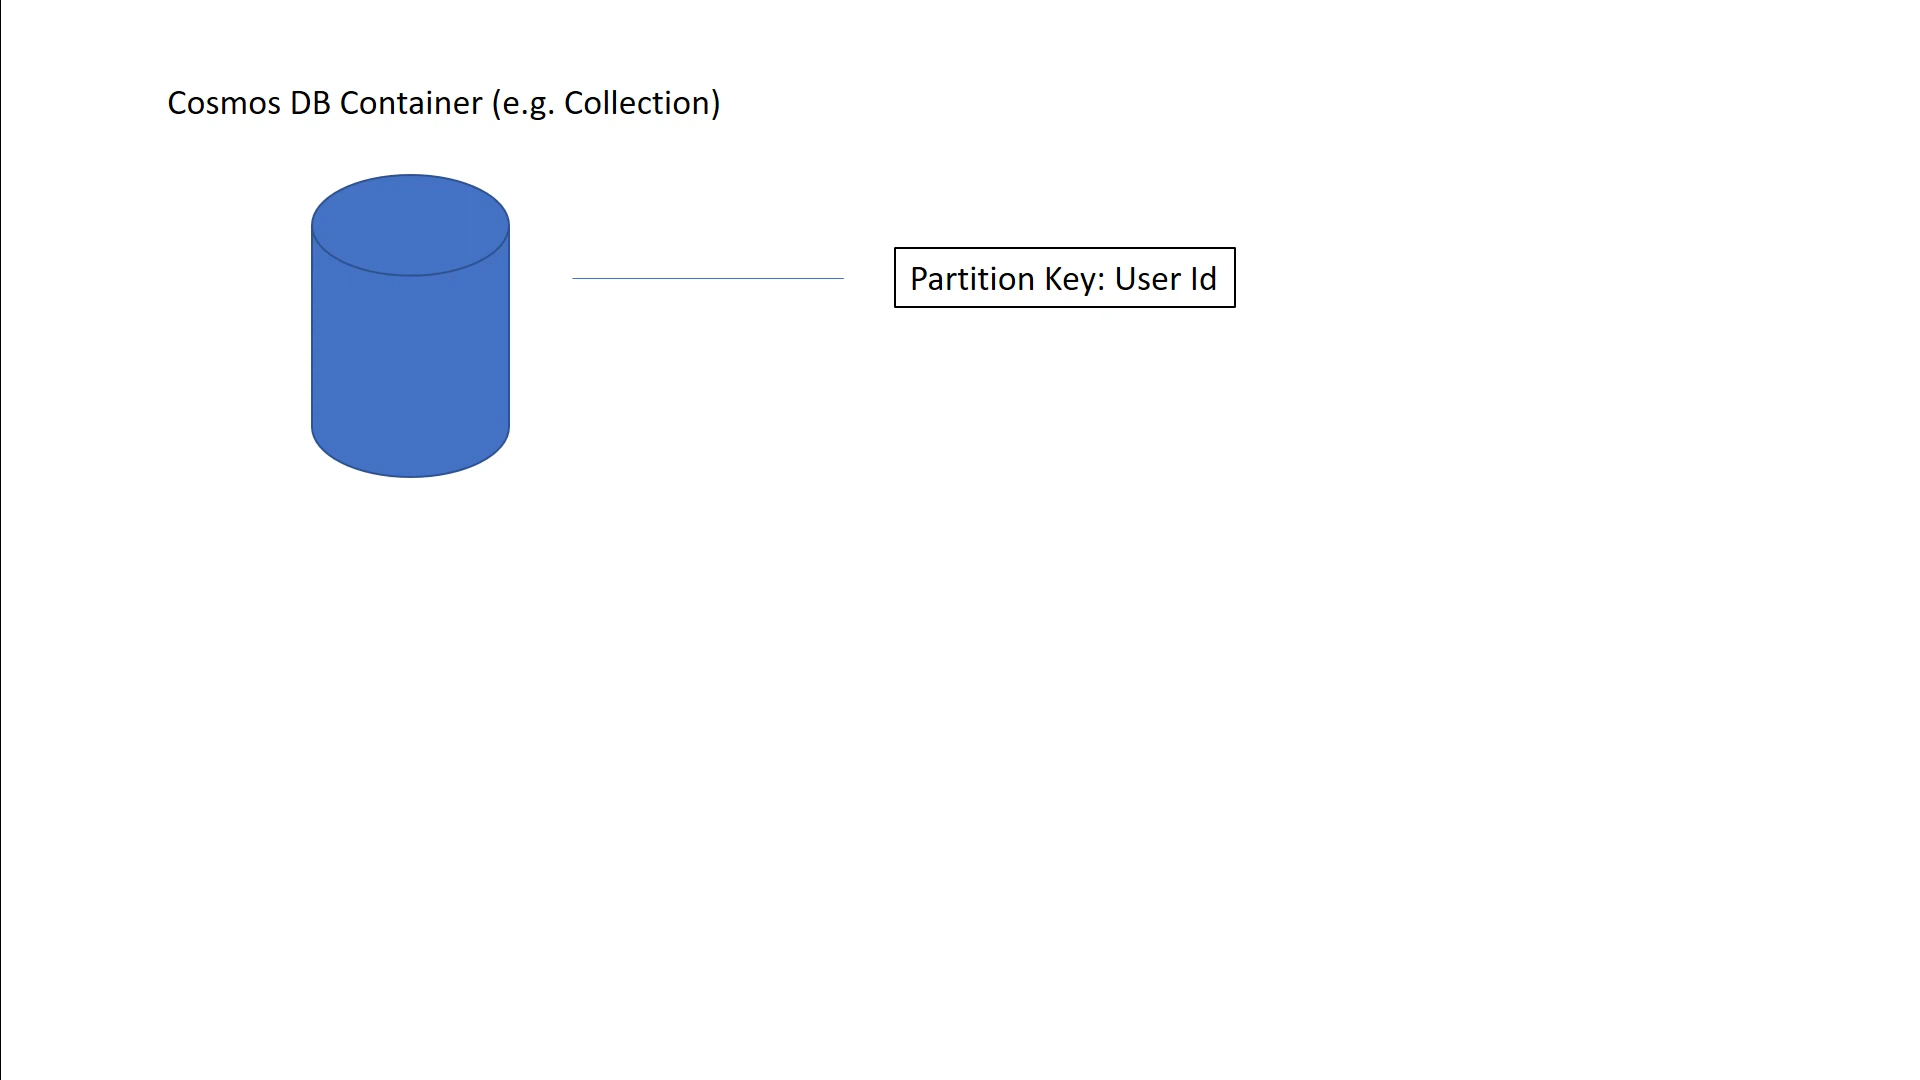 Cosmos DB Container (e.g. Collection)
Partition Key: User Id